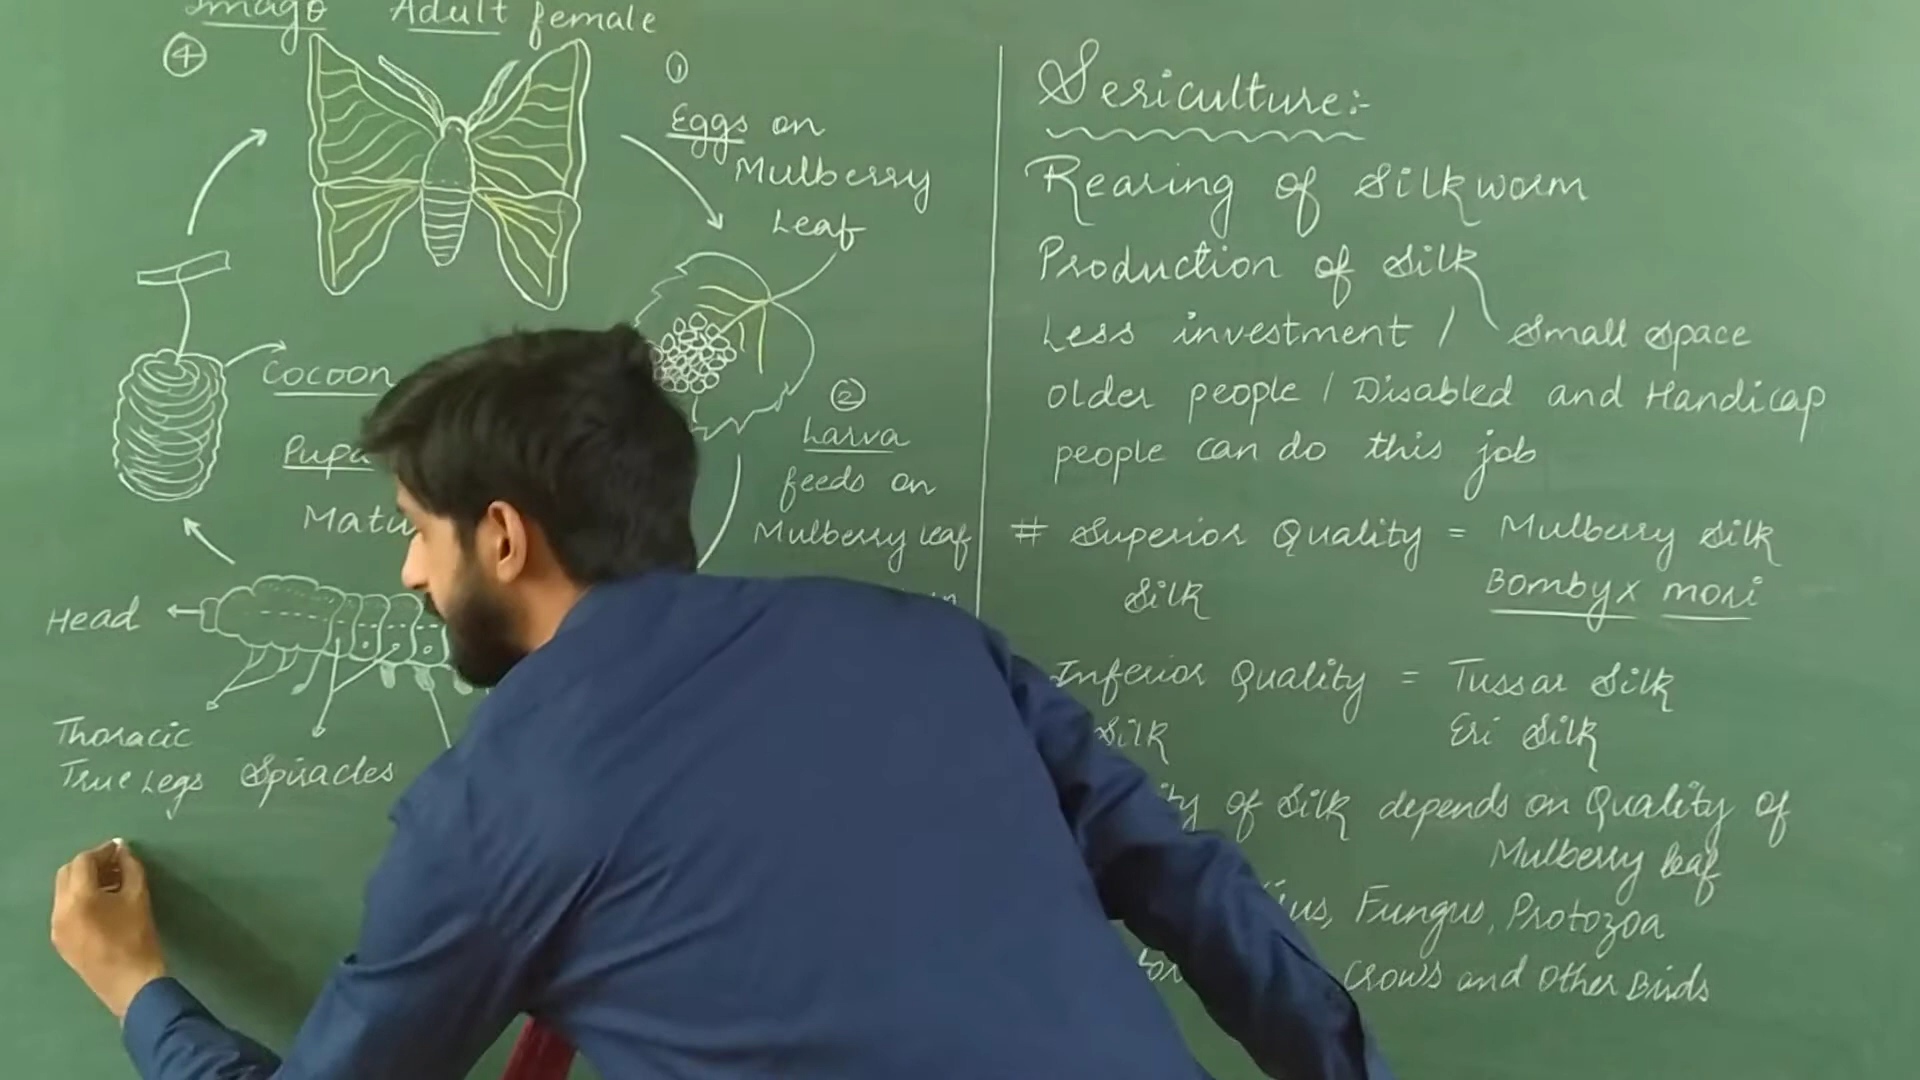 Imago Adult female
④
①
Eggs on
Mulberry
Leaf
Cocoon
②
Larva
feeds on
Mulberry leaf
Head
Thoracic
True Legs Spiracles
Sericulture:-
Rearing of Silkworm
Production of Silk
Less investment / Small space
older people / Disabled and Handicap
people can do this job
# Superior Quality = Mulberry Silk
Silk Bombyx mori
Inferior Quality = Tussar Silk
Silk Eri Silk
of Silk depends on Quality of
Mulberry leaf
Fungus, Protozoa
Crows and Other Birds